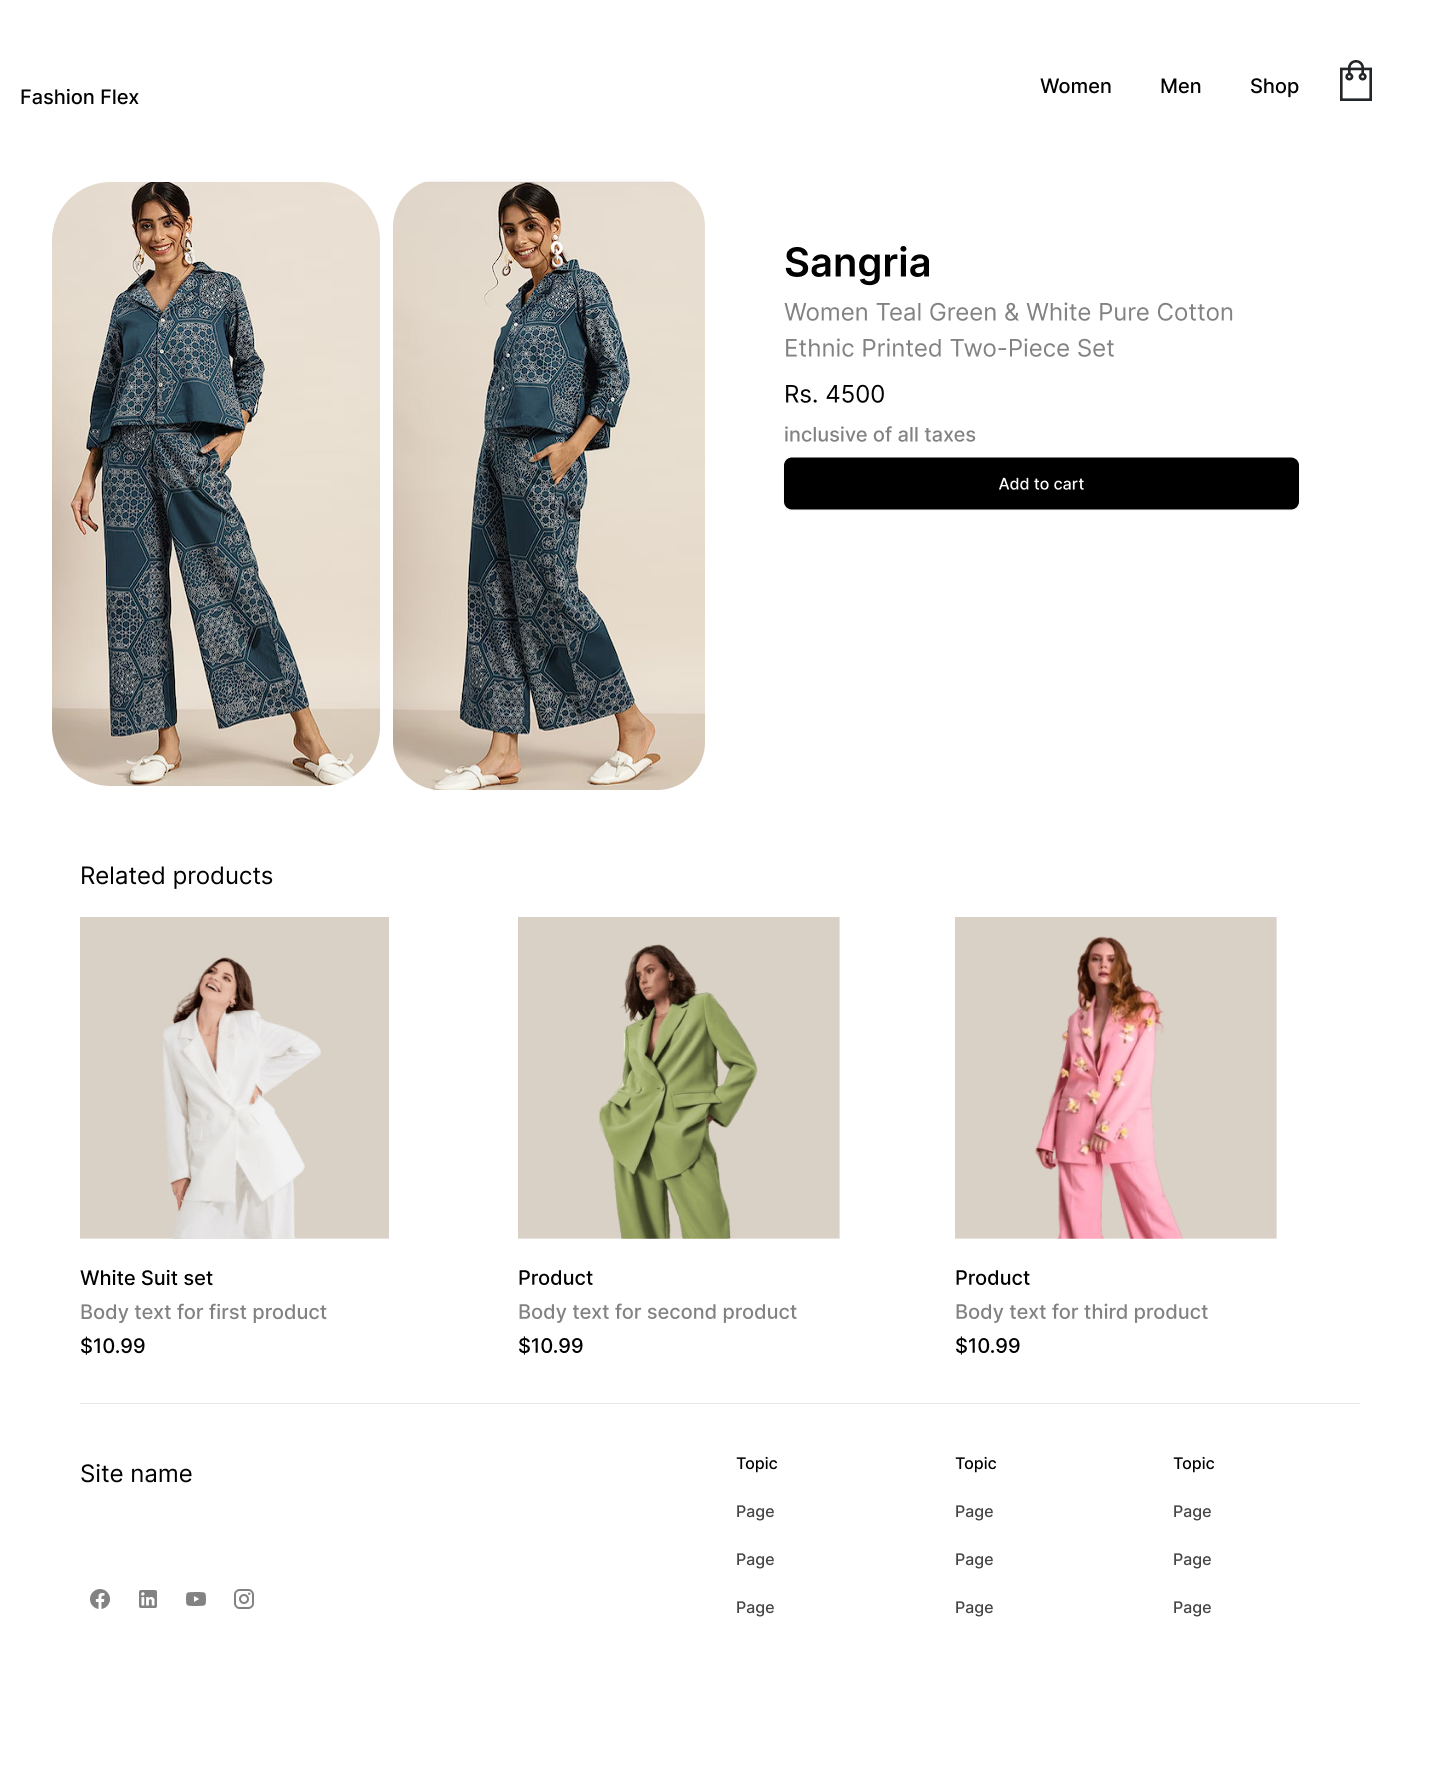 Fashion Flex
Women
Men
Shop
Sangria
Women Teal Green & White Pure Cotton
Ethnic Printed Two-Piece Set
Rs. 4500
inclusive of all taxes
Add to cart
Related products
White Suit set
Body text for first product
$10.99
Product
Body text for second product
$10.99
Product
Body text for third product
$10.99
Site name
Topic
Page
Page
Page
Topic
Page
Page
Page
Topic
Page
Page
Page